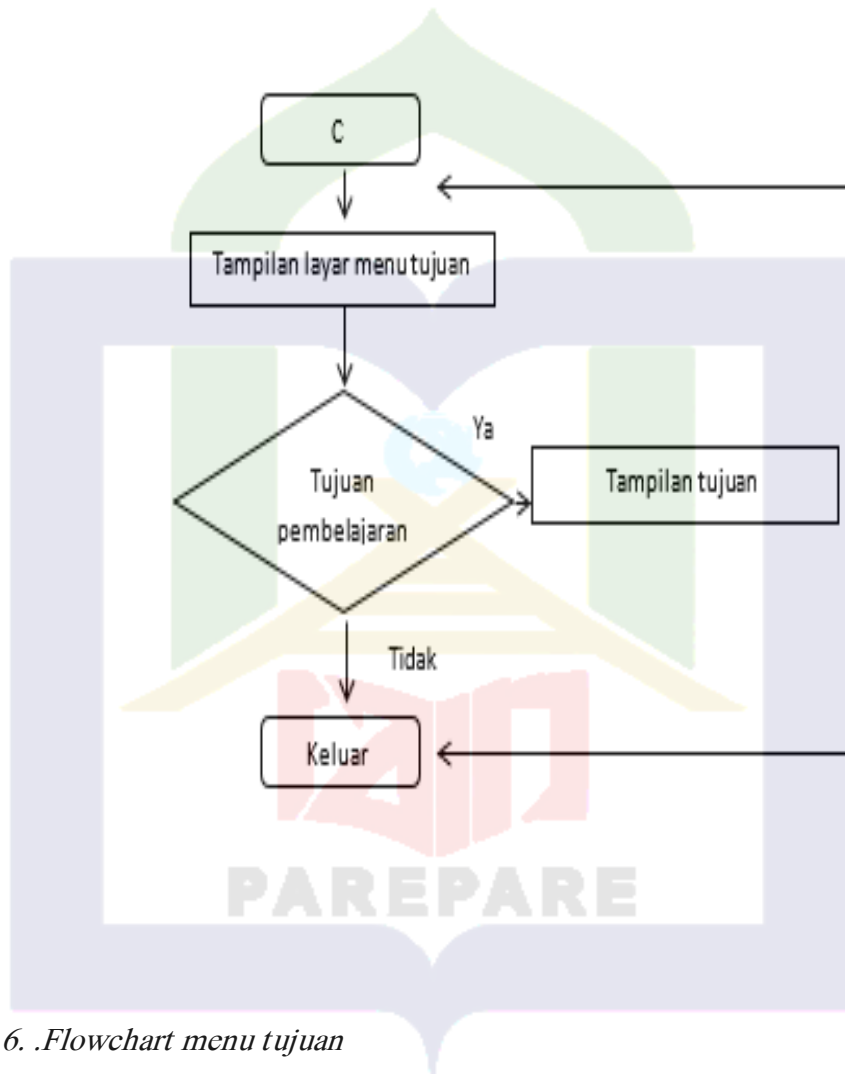 C
Tampilan layar menu tujuan
Ya
Tujuan
pembelajaran
Tampilan tujuan
Tidak
Keluar
PAREPARE
6. .Flowchart menu tujuan